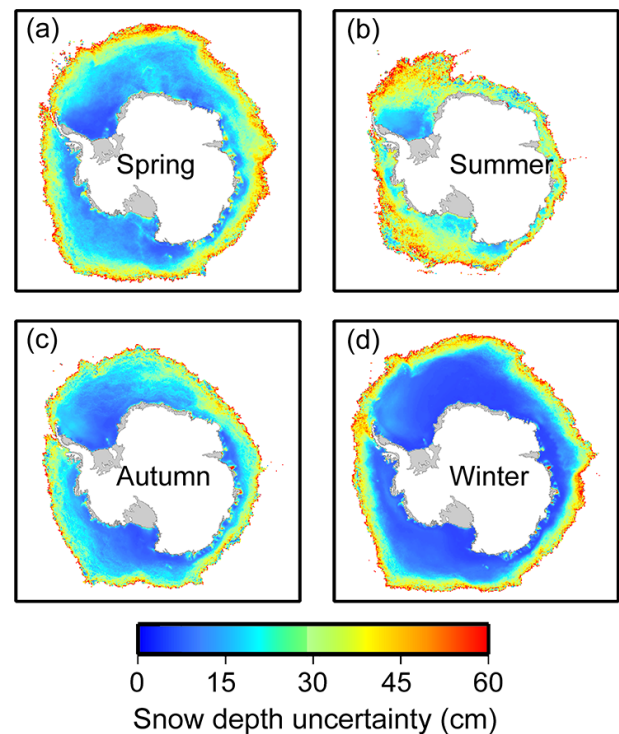 (a)
Spring
(b)
Summer
(c)
Autumn
(d)
Winter
0 15 30 45 60
Snow depth uncertainty (cm)